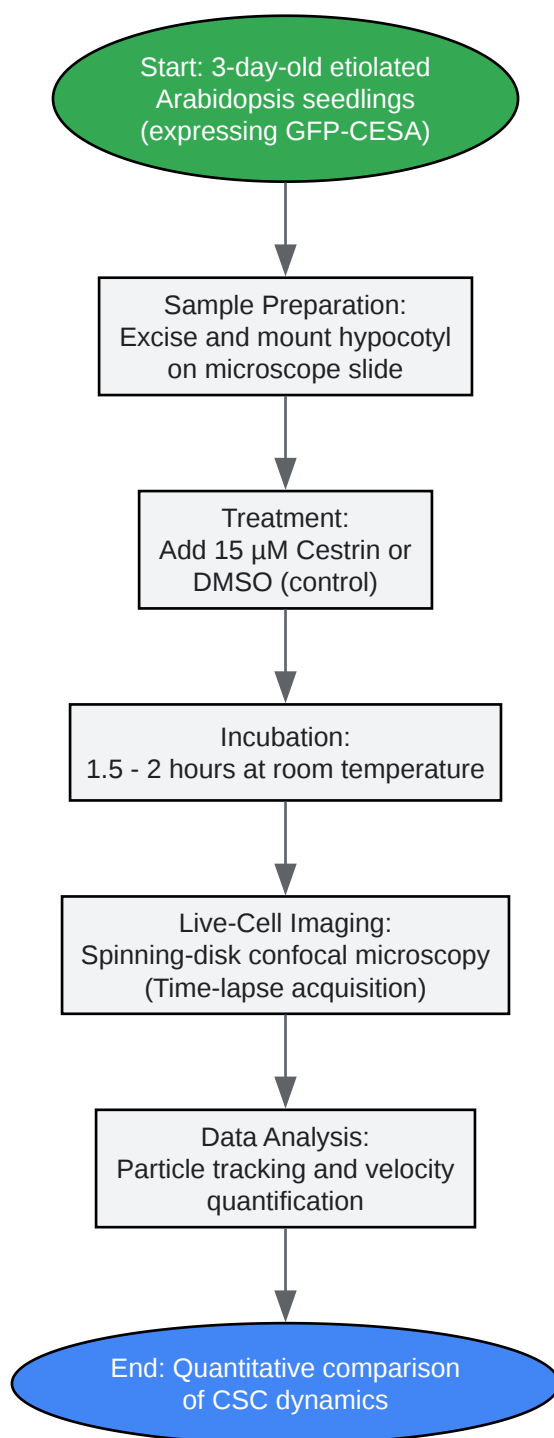 Start: 3-day-old etiolated
Arabidopsis seedlings
(expressing GFP-CESA)
Sample Preparation:
Excise and mount hypocotyl
on microscope slide
Treatment:
Add 15 µM Cestrin or
DMSO (control)
Incubation:
1.5 - 2 hours at room temperature
Live-Cell Imaging:
Spinning-disk confocal microscopy
(Time-lapse acquisition)
Data Analysis:
Particle tracking and velocity
quantification
End: Quantitative comparison
of CSC dynamics